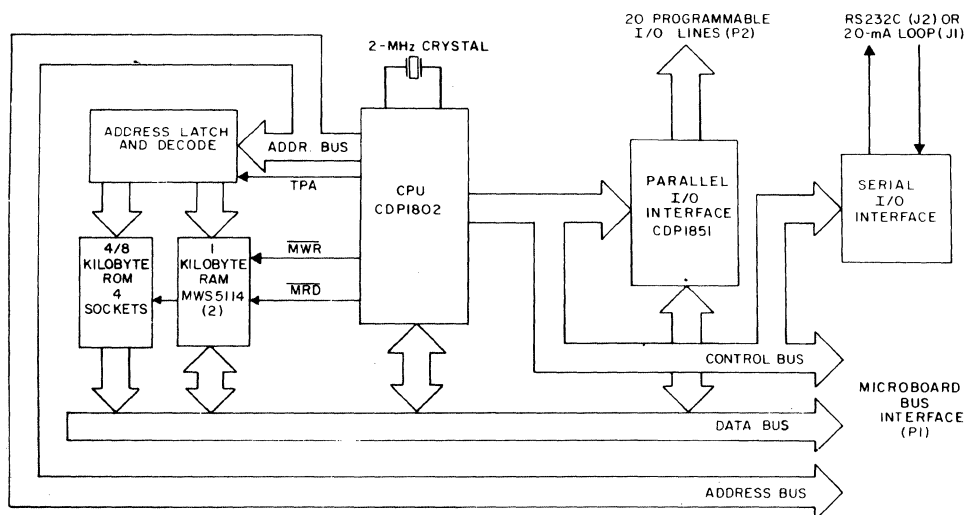 20 PROGRAMMABLE
I/O LINES (P2)
RS232C (J2) OR
20-mA LOOP (J1)
2-MHz CRYSTAL
ADDRESS LATCH
AND DECODE
ADDR. BUS
TPA
CPU
CDP1802
PARALLEL
I/O
INTERFACE
CDP1851
SERIAL
I/O
INTERFACE
4/8
KILOBYTE
ROM
4
SOCKETS
1
KILOBYTE
RAM
MWS5114
(2)
MWR
MRD
CONTROL BUS
MICROBOARD
BUS
INTERFACE
(P1)
DATA BUS
ADDRESS BUS